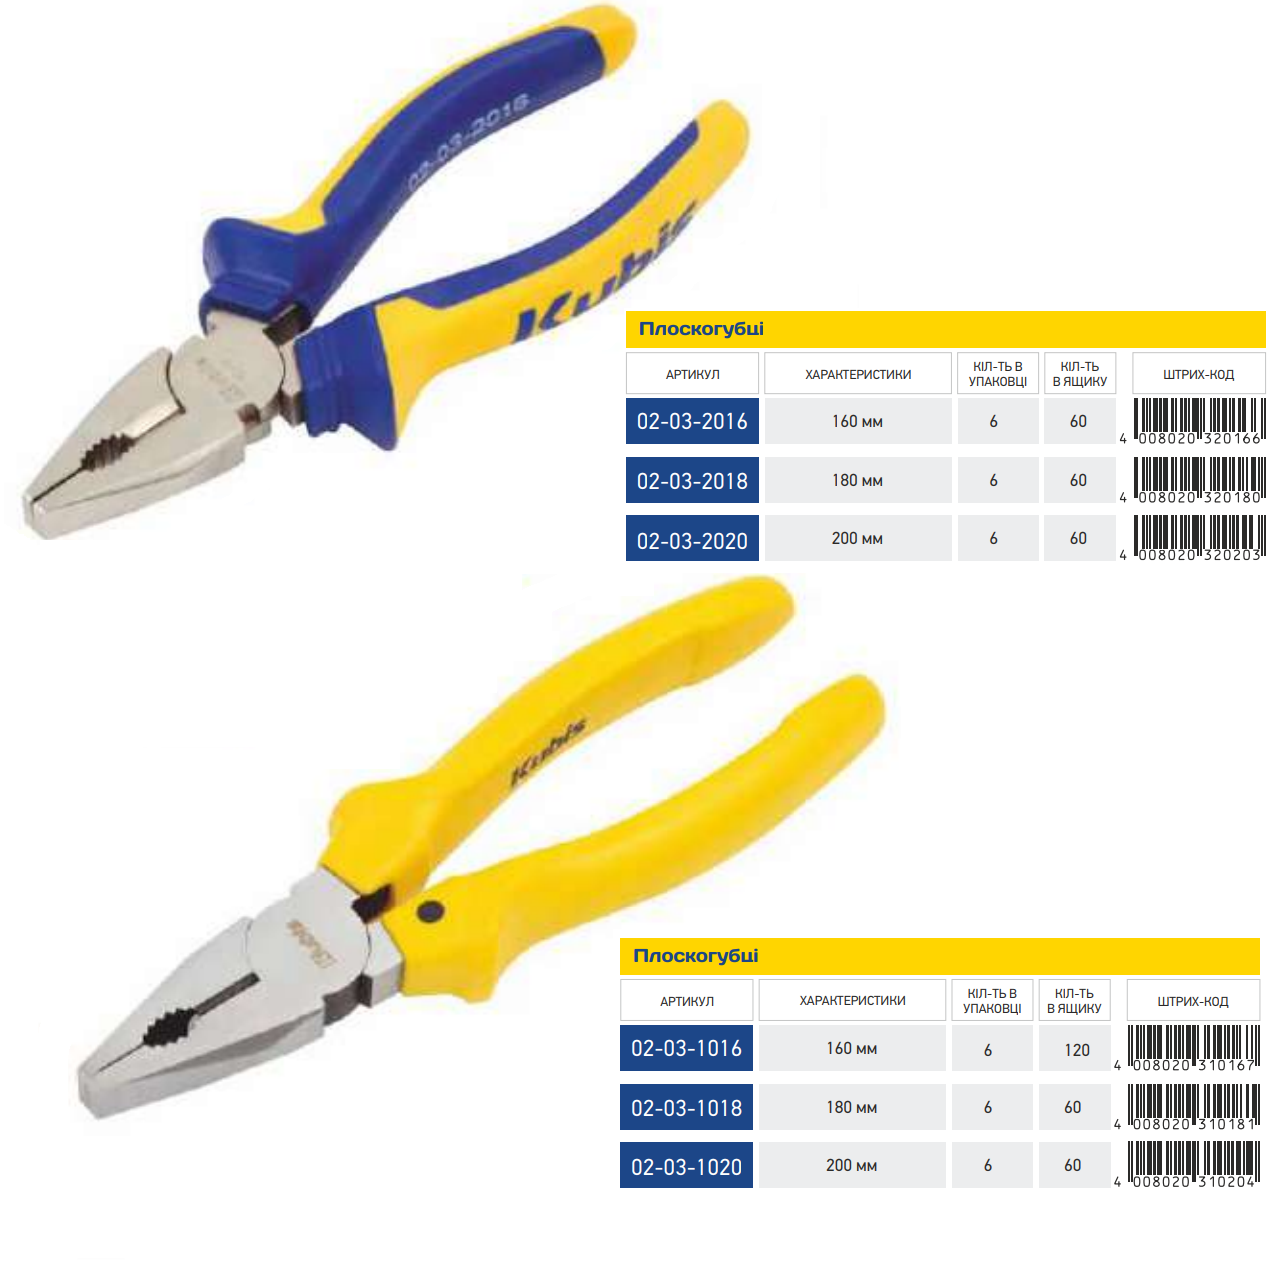 02-03-2016
Kubis
Плоскогубці
АРТИКУЛ ХАРАКТЕРИСТИКИ КІЛ-ТЬ В УПАКОВЦІ КІЛ-ТЬ В ЯЩИКУ ШТРИХ-КОД
02-03-2016 160 мм 6 60 4 008020 320166
02-03-2018 180 мм 6 60 4 008020 320180
02-03-2020 200 мм 6 60 4 008020 320203
Kubis
Kubis
Плоскогубці
АРТИКУЛ ХАРАКТЕРИСТИКИ КІЛ-ТЬ В УПАКОВЦІ КІЛ-ТЬ В ЯЩИКУ ШТРИХ-КОД
02-03-1016 160 мм 6 120 4 008020 310167
02-03-1018 180 мм 6 60 4 008020 310181
02-03-1020 200 мм 6 60 4 008020 310204